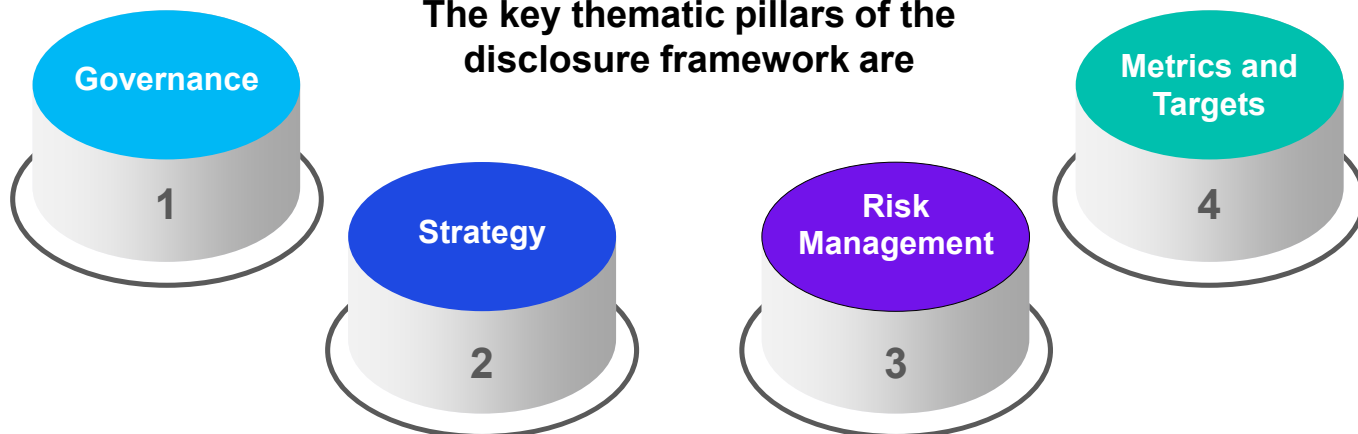 The key thematic pillars of the
disclosure framework are
Governance
1
Strategy
2
Risk
Management
3
Metrics and
Targets
4